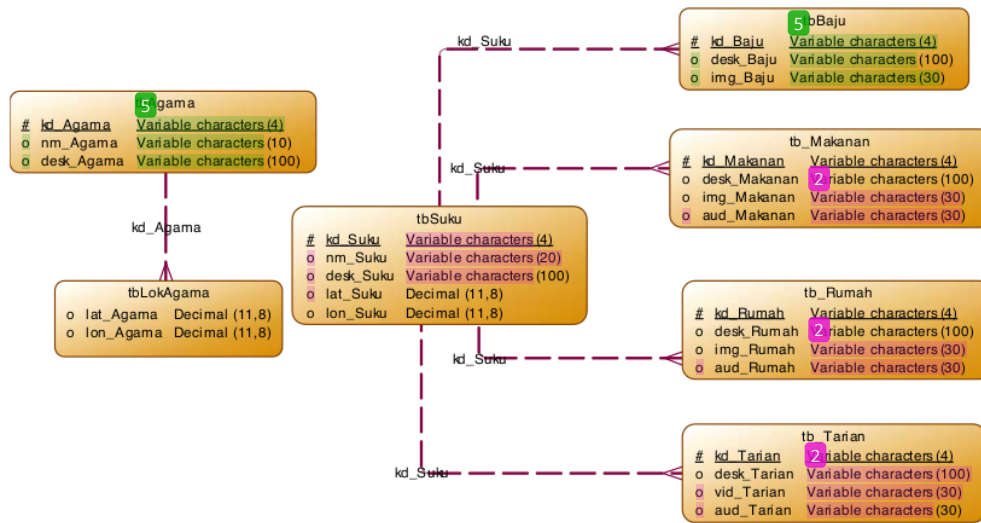 tbBaju
5
# kd_Baju Variable characters (4)
o desk_Baju Variable characters (100)
o img_Baju Variable characters (30)
kd_Suku
5
Agama
# kd_Agama Variable characters (4)
o nm_Agama Variable characters (10)
o desk_Agama Variable characters (100)
kd_Agama
tbLokAgama
o lat_Agama Decimal (11,8)
o lon_Agama Decimal (11,8)
tbSuku
# kd_Suku Variable characters (4)
o nm_Suku Variable characters (20)
o desk_Suku Variable characters (100)
o lat_Suku Decimal (11,8)
o lon_Suku Decimal (11,8)
kd_Suku
tb_Makanan
# kd_Makanan Variable characters (4)
2
o desk_Makanan Variable characters (100)
o img_Makanan Variable characters (30)
o aud_Makanan Variable characters (30)
kd_Suku
tb_Rumah
# kd_Rumah Variable characters (4)
2
o desk_Rumah Variable characters (100)
o img_Rumah Variable characters (30)
o aud_Rumah Variable characters (30)
kd_Suku
tb_Tarian
2
# kd_Tarian Variable characters (4)
o desk_Tarian Variable characters (100)
o vid_Tarian Variable characters (30)
o aud_Tarian Variable characters (30)